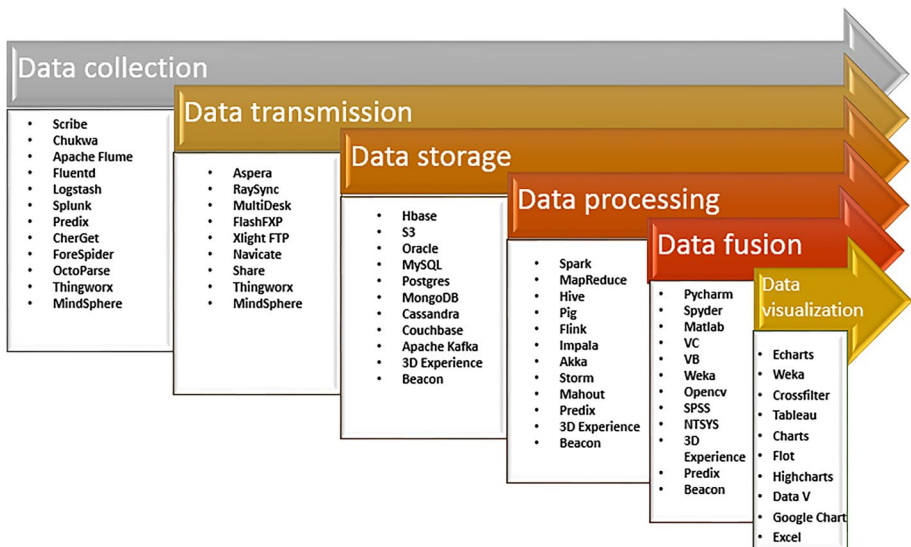 Data collection
Scribe
Chukwa
Apache Flume
Fluentd
Logstash
Splunk
Predix
CherGet
ForeSpider
OctoParse
Thingworx
MindSphere
Data transmission
Aspera
RaySync
MultiDesk
FlashFXP
Xlight FTP
Navicate
Share
Thingworx
MindSphere
Data storage
Hbase
S3
Oracle
MySQL
Postgres
MongoDB
Cassandra
Couchbase
Apache Kafka
3D Experience
Beacon
Data processing
Spark
MapReduce
Hive
Pig
Flink
Impala
Akka
Storm
Mahout
Predix
3D Experience
Beacon
Data fusion
Pycharm
Spyder
Matlab
VC
VB
Weka
Opencv
SPSS
NTSYS
3D
Experience
Predix
Beacon
Data
visualization
Echarts
Weka
Crossfilter
Tableau
Charts
Flot
Highcharts
Data V
Google Chart
Excel